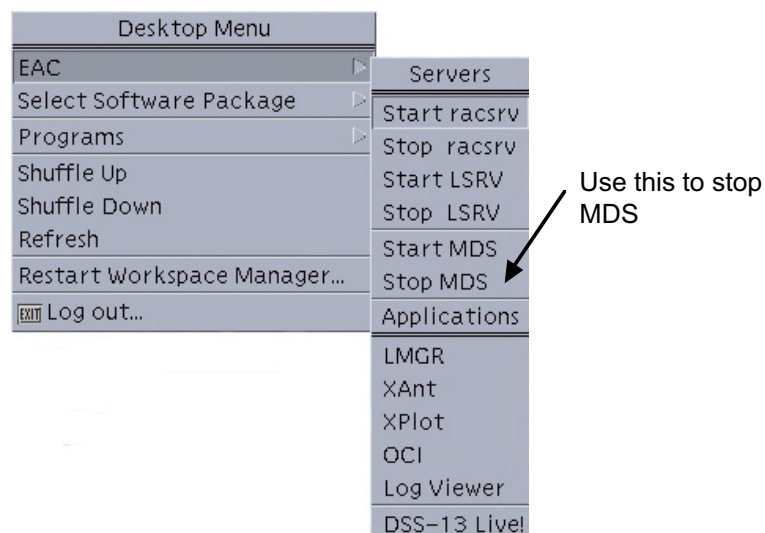 Desktop Menu
EAC
Select Software Package
Programs
Shuffle Up
Shuffle Down
Refresh
Restart Workspace Manager...
EXIT Log out...
Servers
Start racsrv
Stop racsrv
Start LSRV
Stop LSRV
Start MDS
Stop MDS
Applications
LMGR
XAnt
XPlot
OCI
Log Viewer
DSS-13 Live!
Use this to stop
MDS